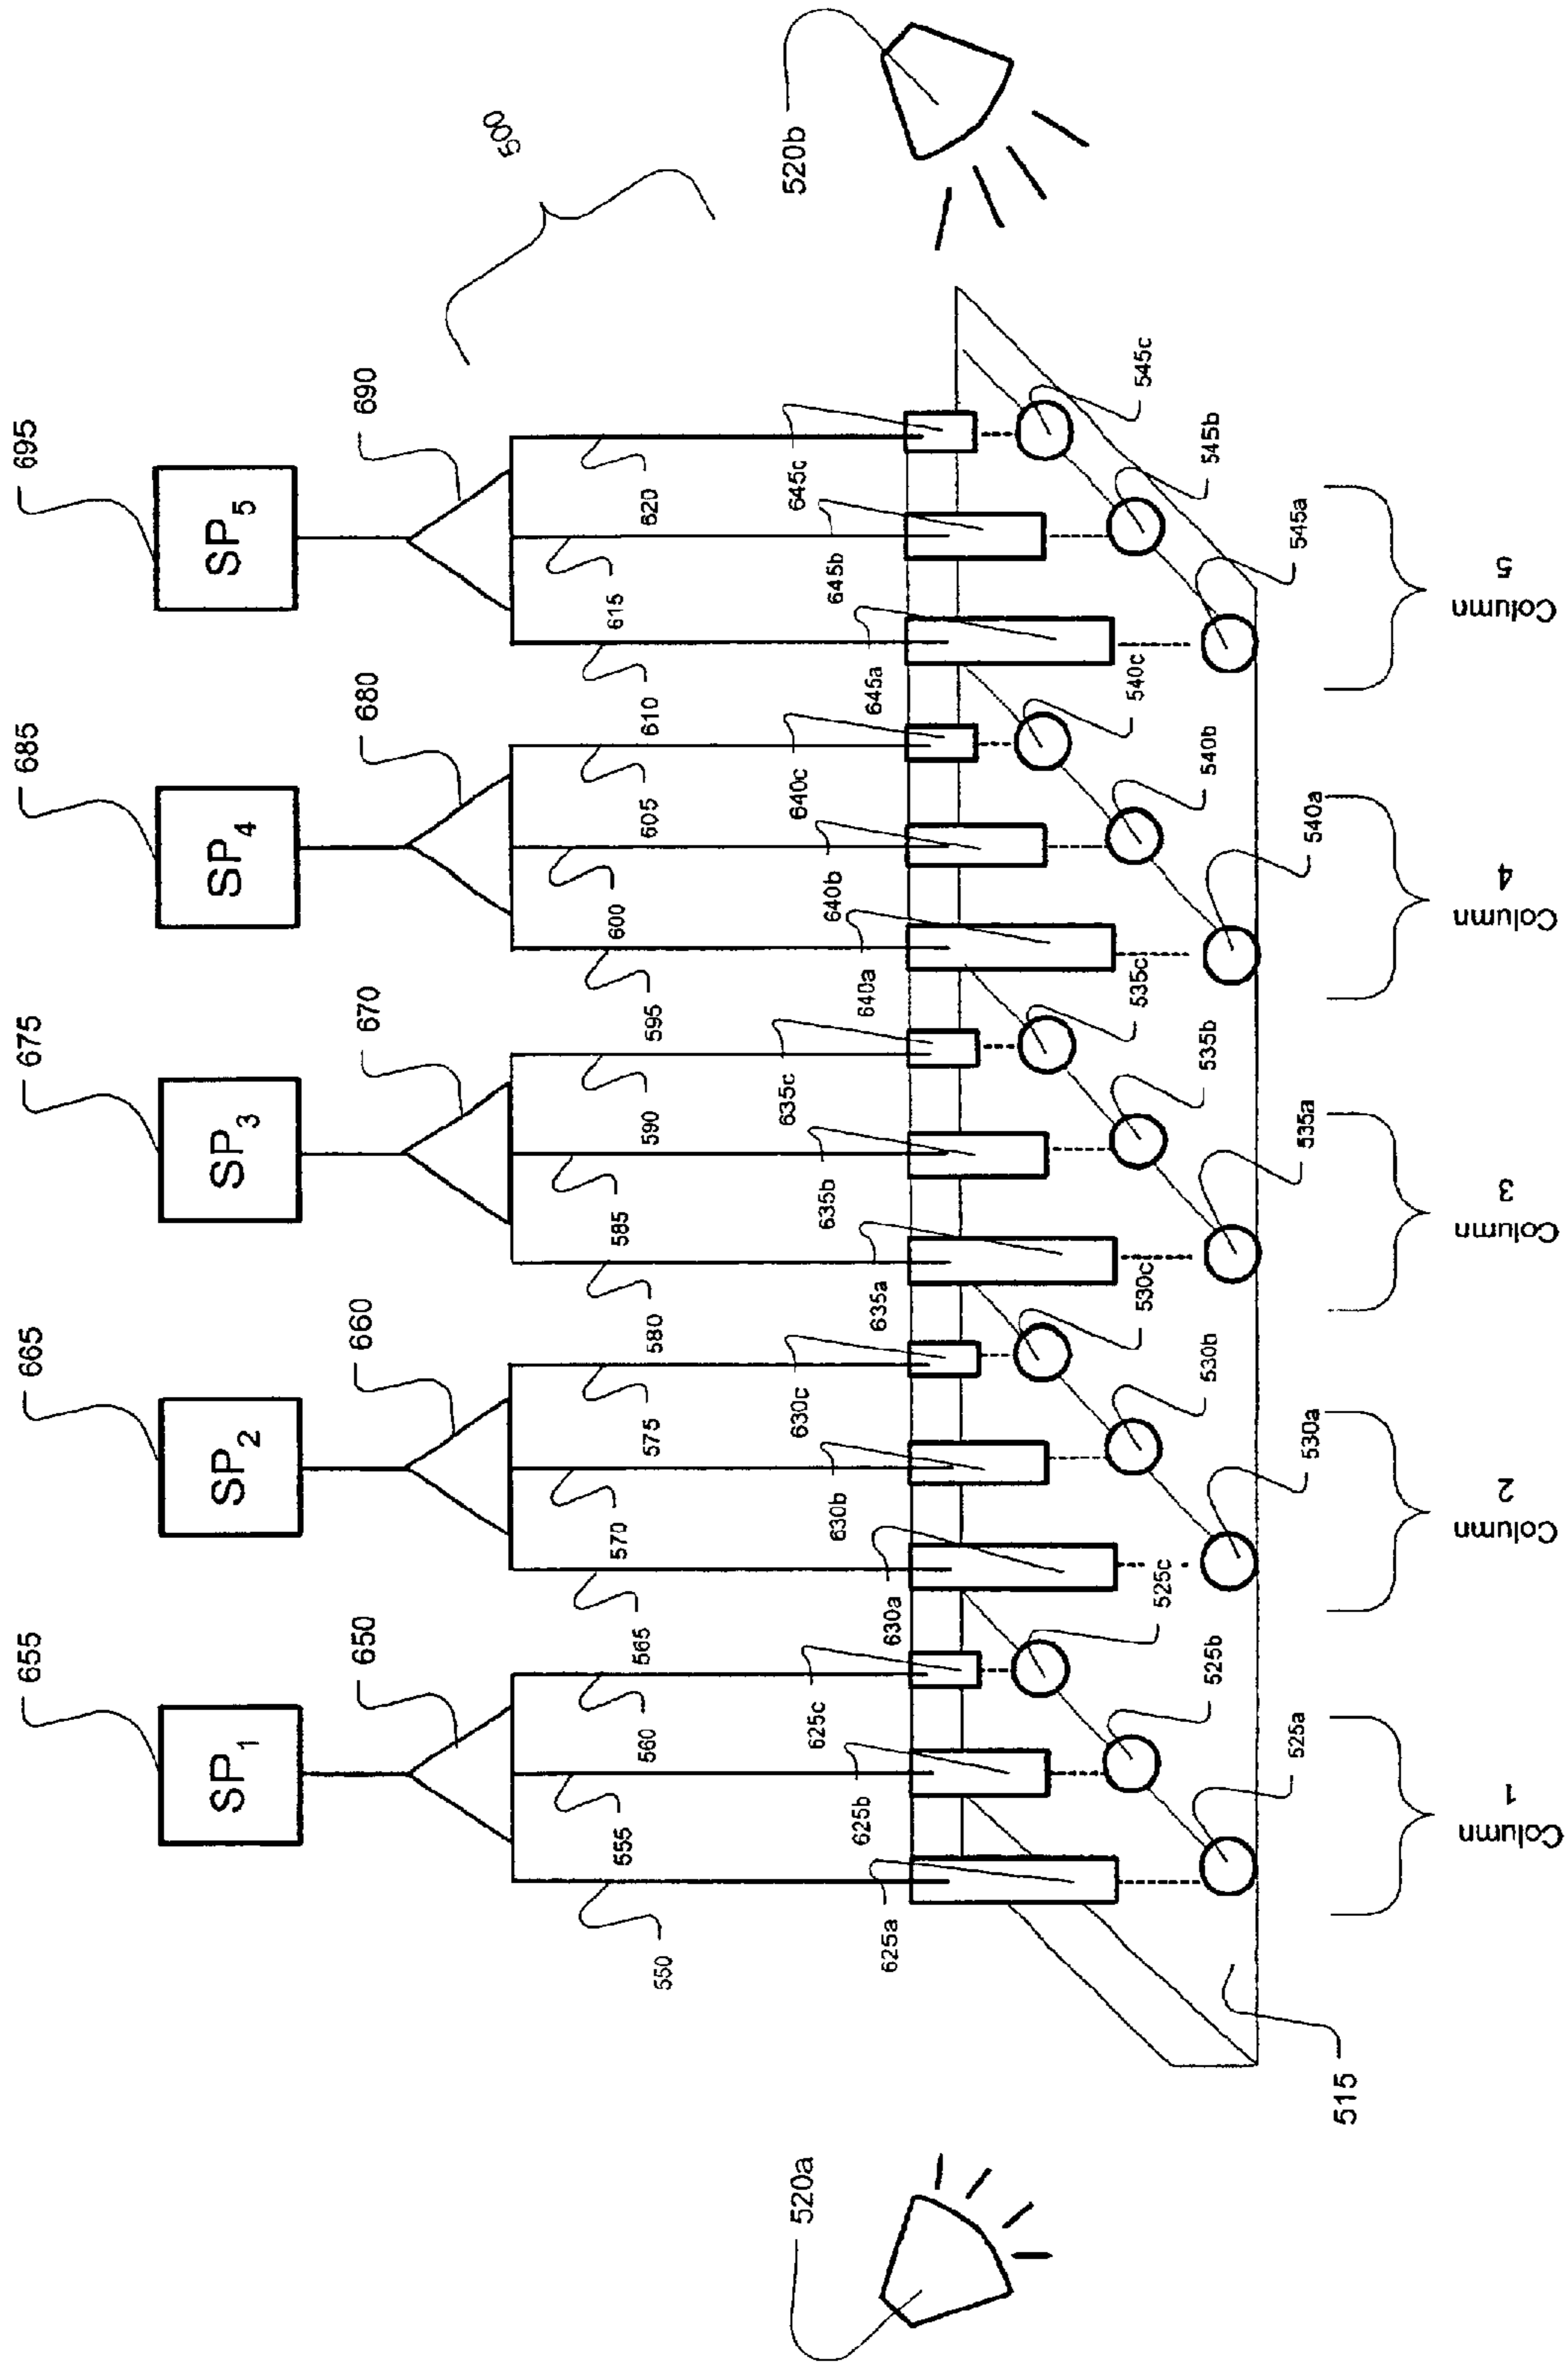 655
665
675
685
695
SP1
SP2
SP3
SP4
SP5
650
660
670
680
690
500
550
555
560
565
570
575
580
585
590
595
600
605
610
615
620
520a
520b
625a
625b
625c
630a
630b
630c
635a
635b
635c
640a
640b
640c
645a
645b
645c
525a
525b
525c
530a
530b
530c
535a
535b
535c
540a
540b
540c
545a
545b
545c
515
Column
1
Column
2
Column
3
Column
4
Column
5